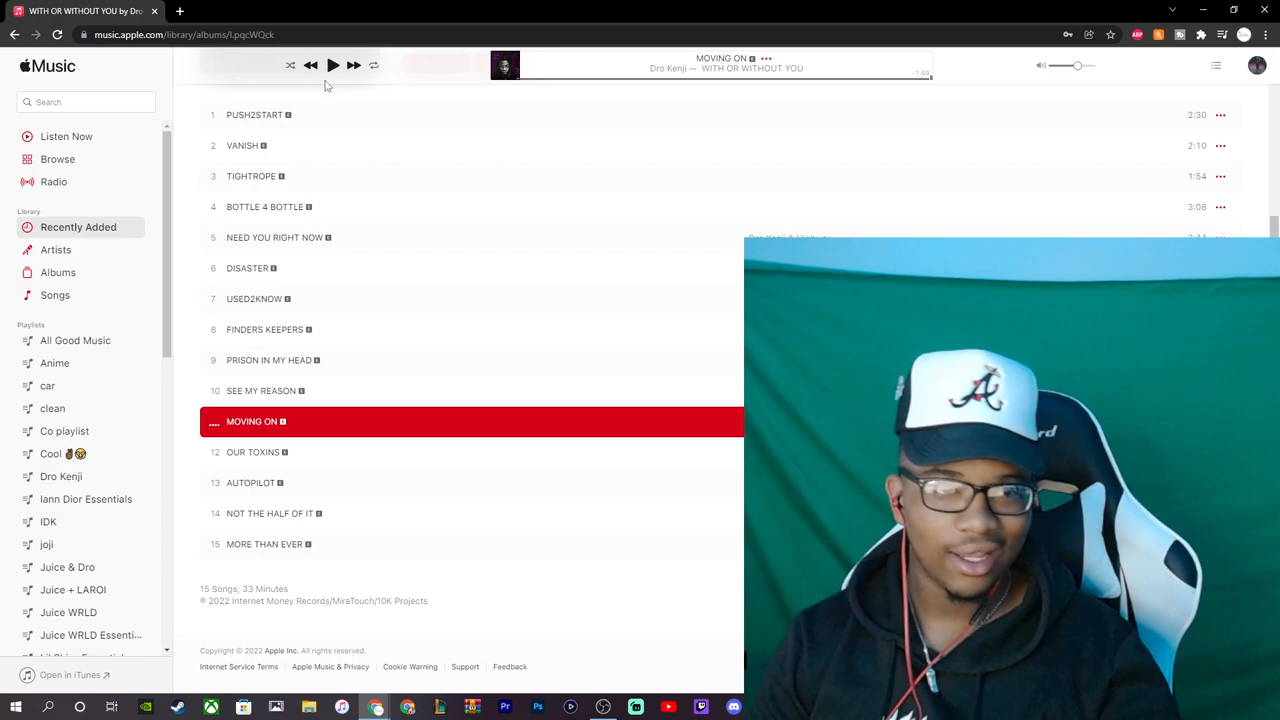 WITH OR WITHOUT YOU by Dro
music.apple.com/library/albums/l.pqcWQck
Music
MOVING ON E
Dro Kenji — WITH OR WITHOUT YOU
-1:49
Search
Listen Now
Browse
Radio
Library
Recently Added
Artists
Albums
Songs
Playlists
All Good Music
Anime
car
clean
Co playlist
Cool
Dro Kenji
Iann Dior Essentials
IDK
joji
Juice & Dro
Juice + LAROI
Juice WRLD
Juice WRLD Essenti...
Open in iTunes
1 PUSH2START E 2:30
2 VANISH E 2:10
3 TIGHTROPE E 1:54
4 BOTTLE 4 BOTTLE E 3:08
5 NEED YOU RIGHT NOW E
6 DISASTER E
7 USED2KNOW E
8 FINDERS KEEPERS E
9 PRISON IN MY HEAD E
10 SEE MY REASON E
MOVING ON E
12 OUR TOXINS E
13 AUTOPILOT E
14 NOT THE HALF OF IT E
15 MORE THAN EVER E
15 Songs, 33 Minutes
℗ 2022 Internet Money Records/MiraTouch/10K Projects
Copyright © 2022 Apple Inc. All rights reserved.
Internet Service Terms
Apple Music & Privacy
Cookie Warning
Support
Feedback
A